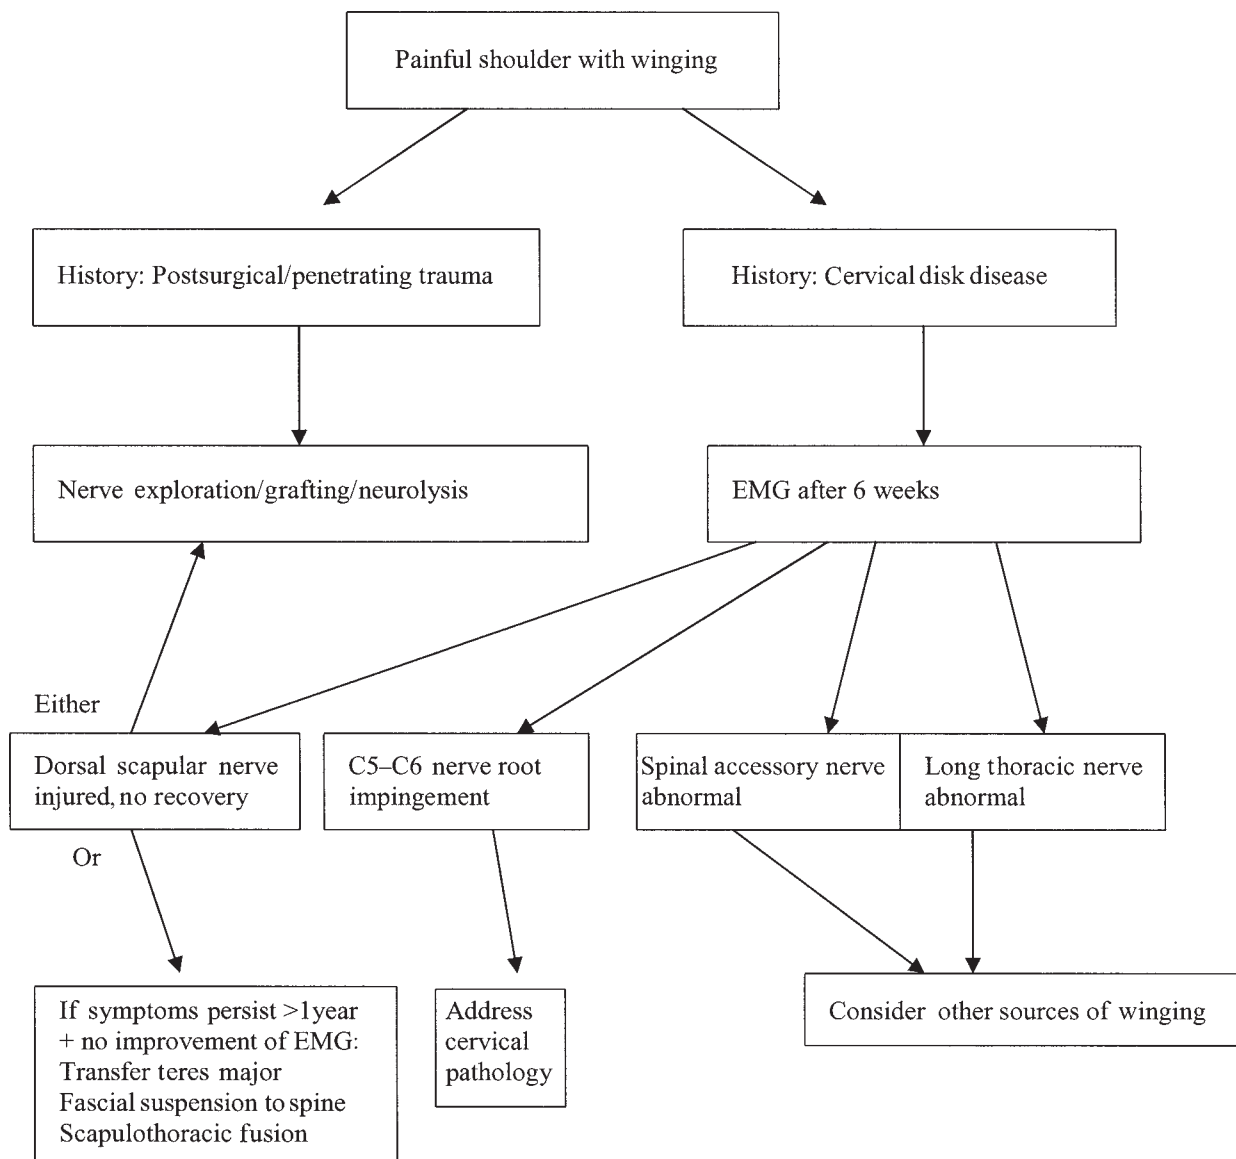 Painful shoulder with winging
History: Postsurgical/penetrating trauma
History: Cervical disk disease
Nerve exploration/grafting/neurolysis
EMG after 6 weeks
Either
Dorsal scapular nerve
injured, no recovery
C5–C6 nerve root
impingement
Spinal accessory nerve
abnormal
Long thoracic nerve
abnormal
Or
If symptoms persist >1year
+ no improvement of EMG:
Transfer teres major
Fascial suspension to spine
Scapulothoracic fusion
Address
cervical
pathology
Consider other sources of winging